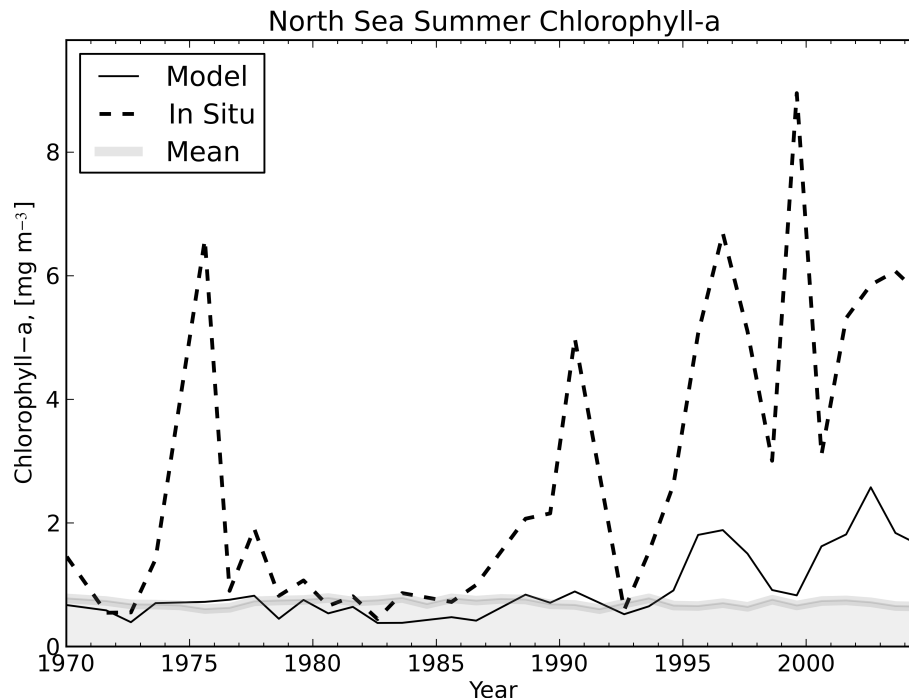 North Sea Summer Chlorophyll-a
Model
In Situ
Mean
Chlorophyll−a, [mg m⁻³]
8
6
4
2
0
1970 1975 1980 1985 1990 1995 2000
Year